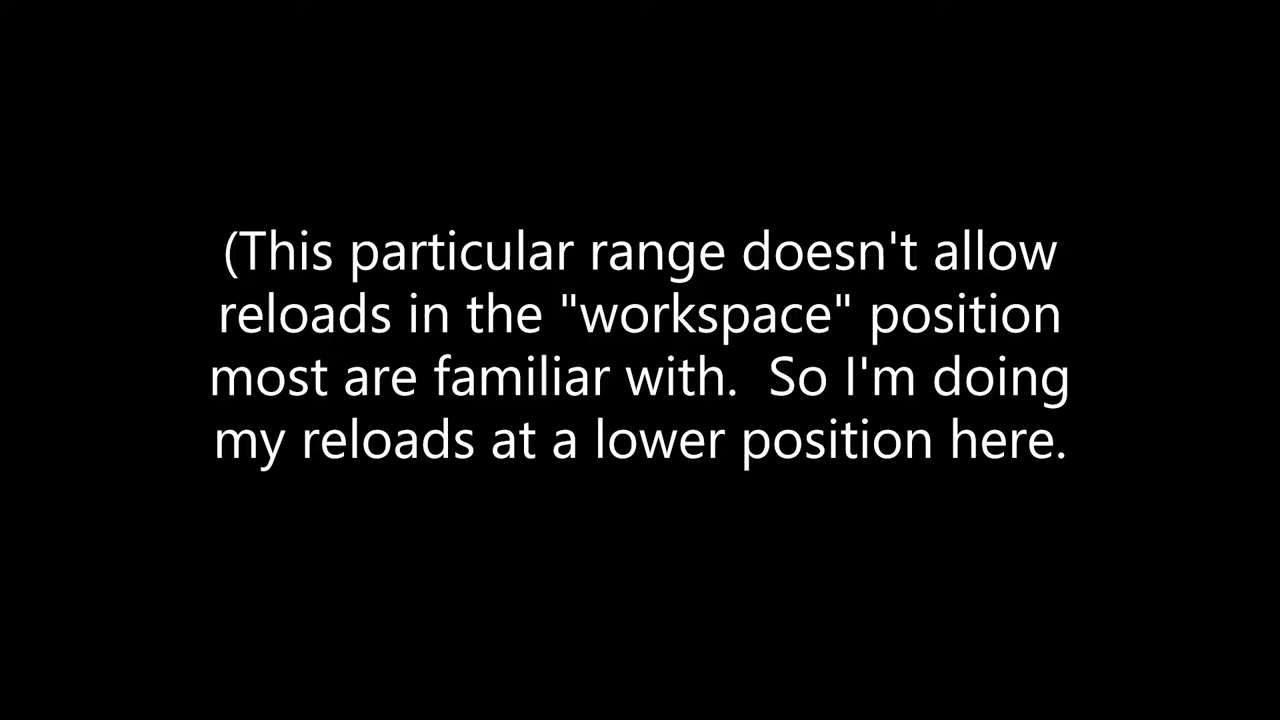 (This particular range doesn't allow
reloads in the "workspace" position
most are familiar with.  So I'm doing
my reloads at a lower position here.